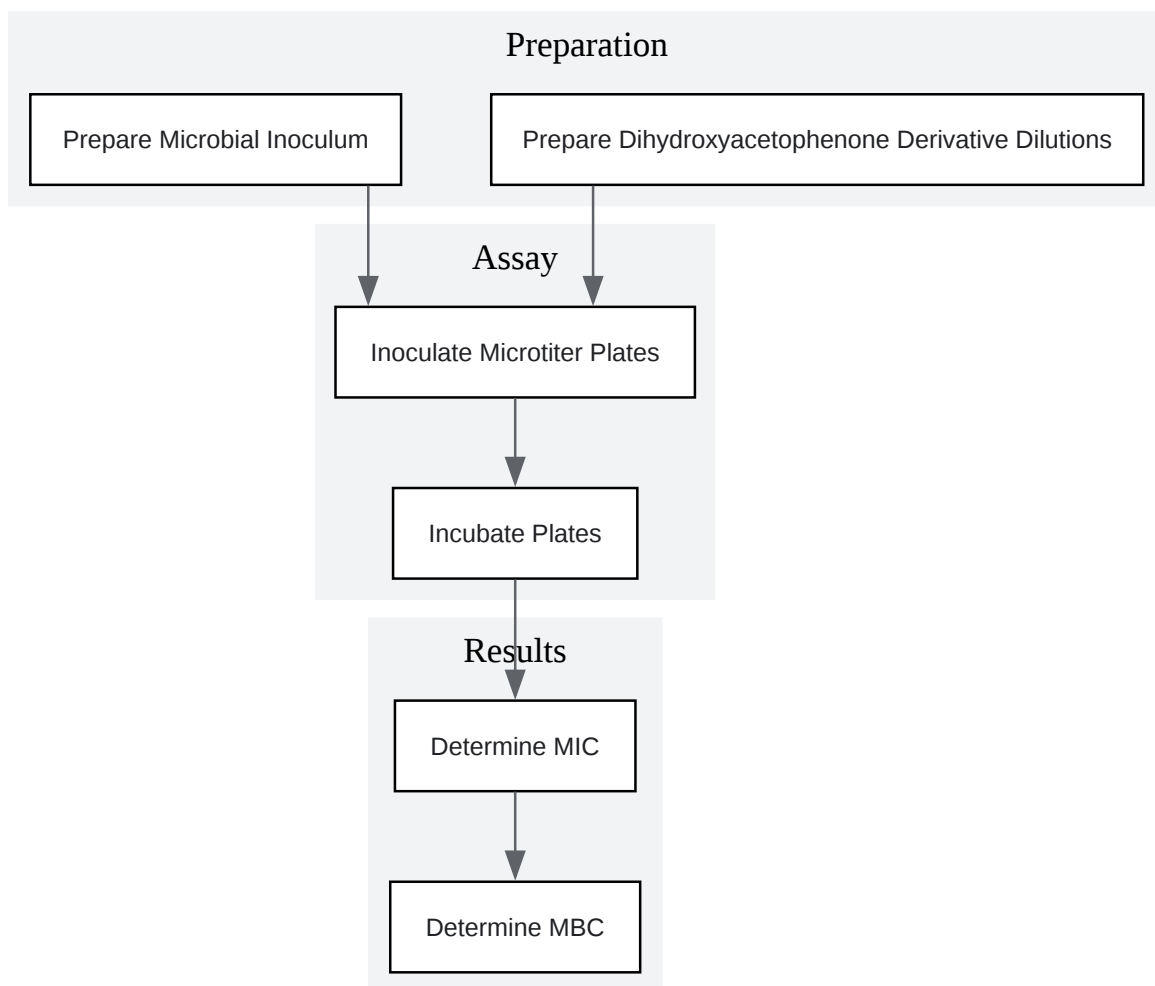 Preparation
Prepare Microbial Inoculum
Prepare Dihydroxyacetophenone Derivative Dilutions
Assay
Inoculate Microtiter Plates
Incubate Plates
Results
Determine MIC
Determine MBC